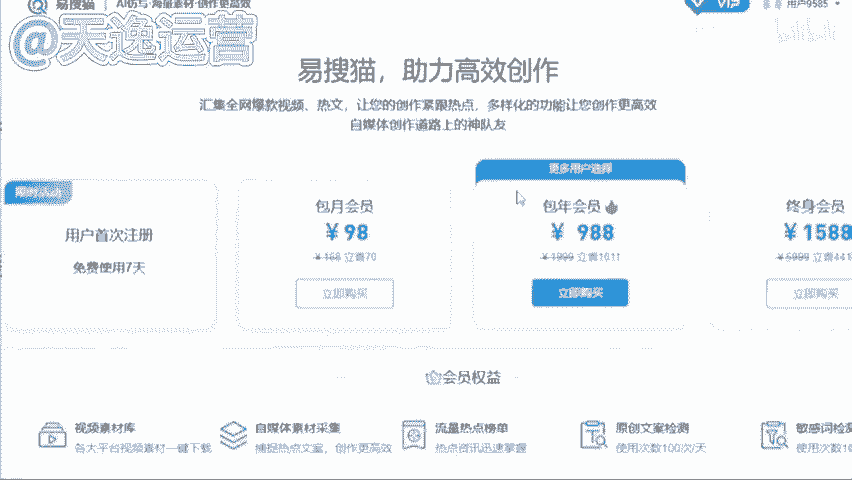 易搜猫 | AI仿写·海量素材·创作更高效
VIP
用户9585
@天逸运营
易搜猫，助力高效创作
汇集全网爆款视频、热文，让您的创作紧跟热点，多样化的功能让您创作更高效
自媒体创作道路上的神队友
更多用户选择
用户首次注册
免费使用7天
包月会员
￥98
￥168 立省70
立即购买
包年会员
￥ 988
￥1999 立省1011
立即购买
终身会员
￥1588
￥5999 立省441
立即购买
会员权益
视频素材库
各大平台视频素材一键下载
自媒体素材采集
捕捉热点文案，创作更高效
流量热点榜单
热点资讯迅速掌握
原创文案检测
使用次数100次/天
敏感词检测
使用次数10